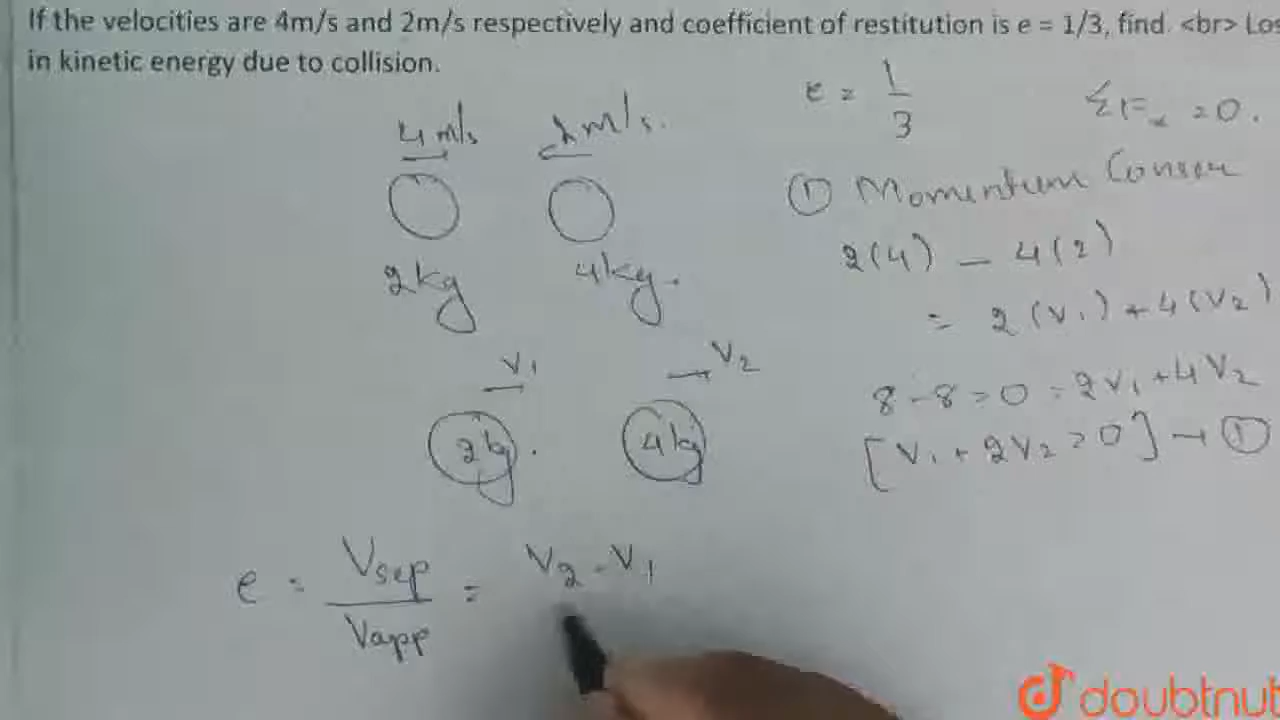 If the velocities are 4m/s and 2m/s respectively and coefficient of restitution is e = 1/3, find. <br> Los
in kinetic energy due to collision.
4 m/s 2m/s.
2kg 4kg.
V1 V2
2kg. 4kg
e = Vsep / Vapp = V2 - V1
e = 1/3
ΣFx = 0.
① Momentum Conser
2(4) - 4(2)
= 2(V1) + 4(V2)
8 - 8 = 0 = 2V1 + 4V2
[V1 + 2V2 = 0] → ①
doubtnut